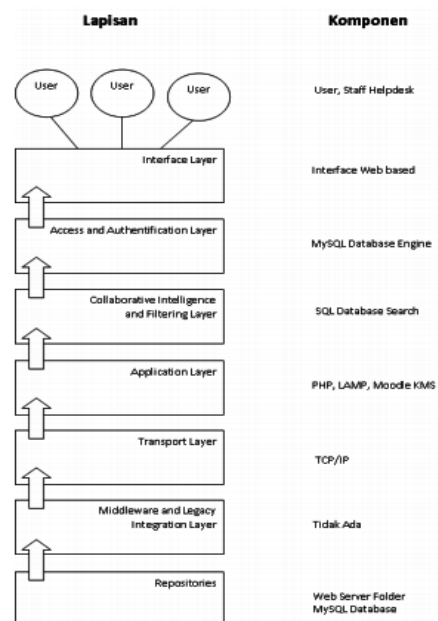 Lapisan
Komponen
User
User
User
User, Staff Helpdesk
Interface Layer
Interface Web based
Access and Authentification Layer
MySQL Database Engine
Collaborative Intelligence
and Filtering Layer
SQL Database Search
Application Layer
PHP, LAMP, Moodle KMS
Transport Layer
TCP/IP
Middleware and Legacy
Integration Layer
Tidak Ada
Repositories
Web Server Folder
MySQL Database